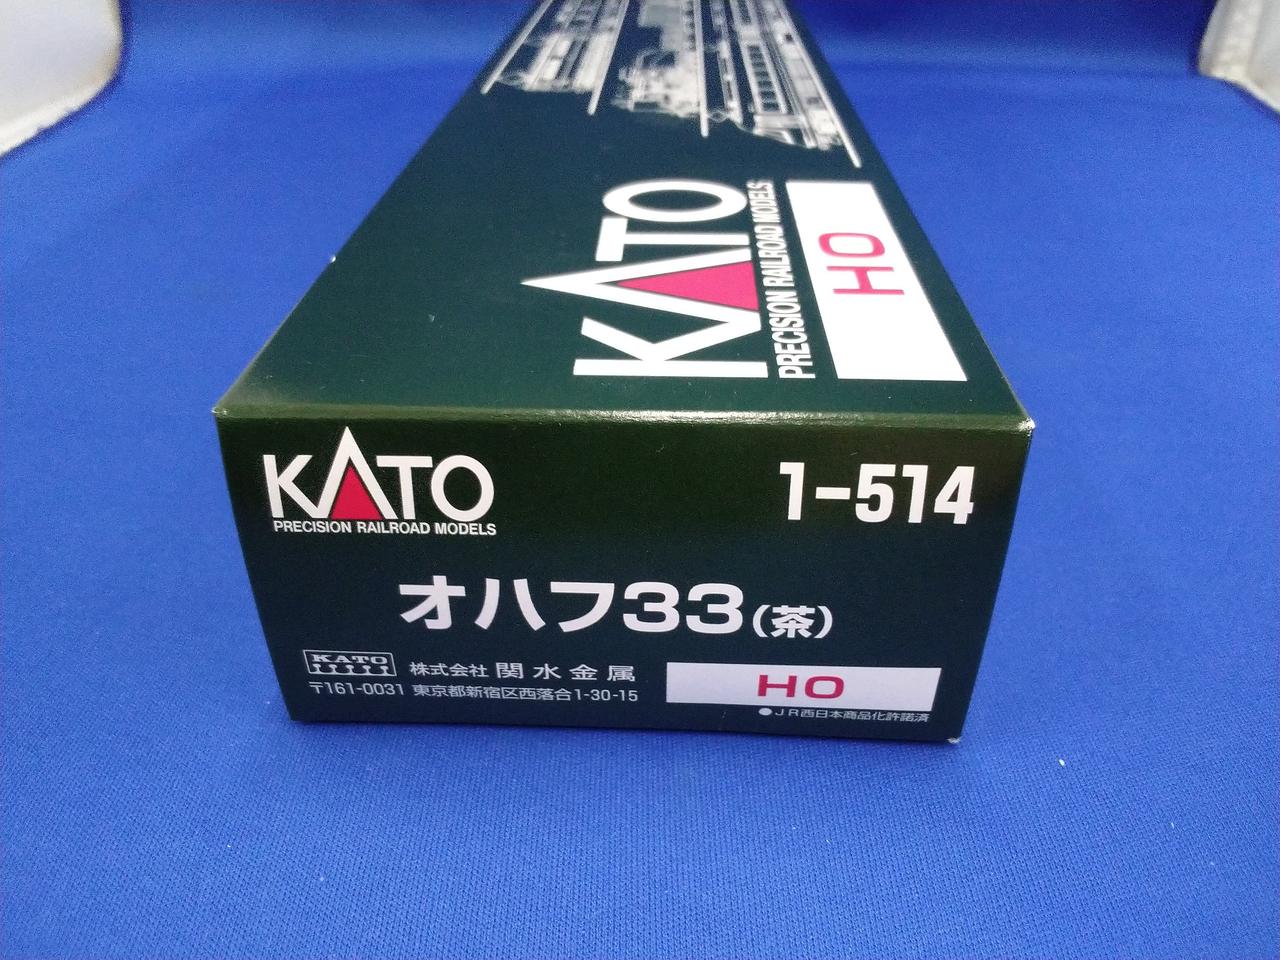 KATO
PRECISION RAILROAD MODELS
HO
KATO
PRECISION RAILROAD MODELS
1-514
オハフ33(茶)
KATO
株式会社 関水金属
〒161-0031 東京都新宿区西落合1-30-15
HO
●JR西日本商品化許諾済